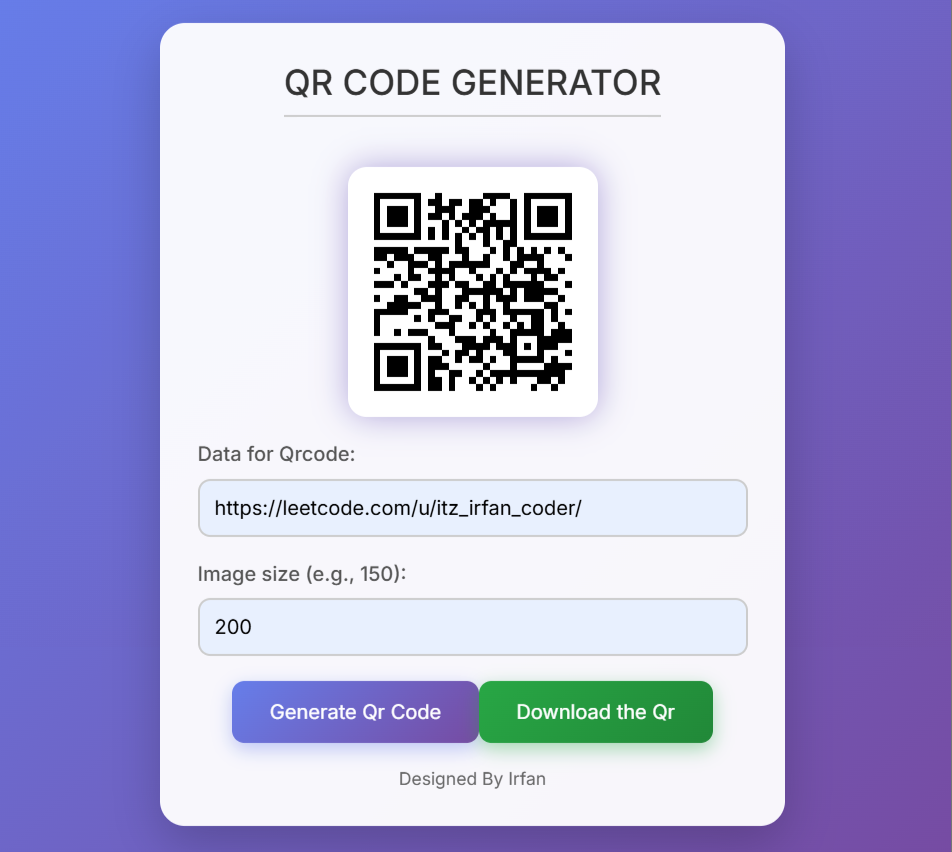 QR CODE GENERATOR
Data for Qrcode:
https://leetcode.com/u/itz_irfan_coder/
Image size (e.g., 150):
200
Generate Qr Code
Download the Qr
Designed By Irfan